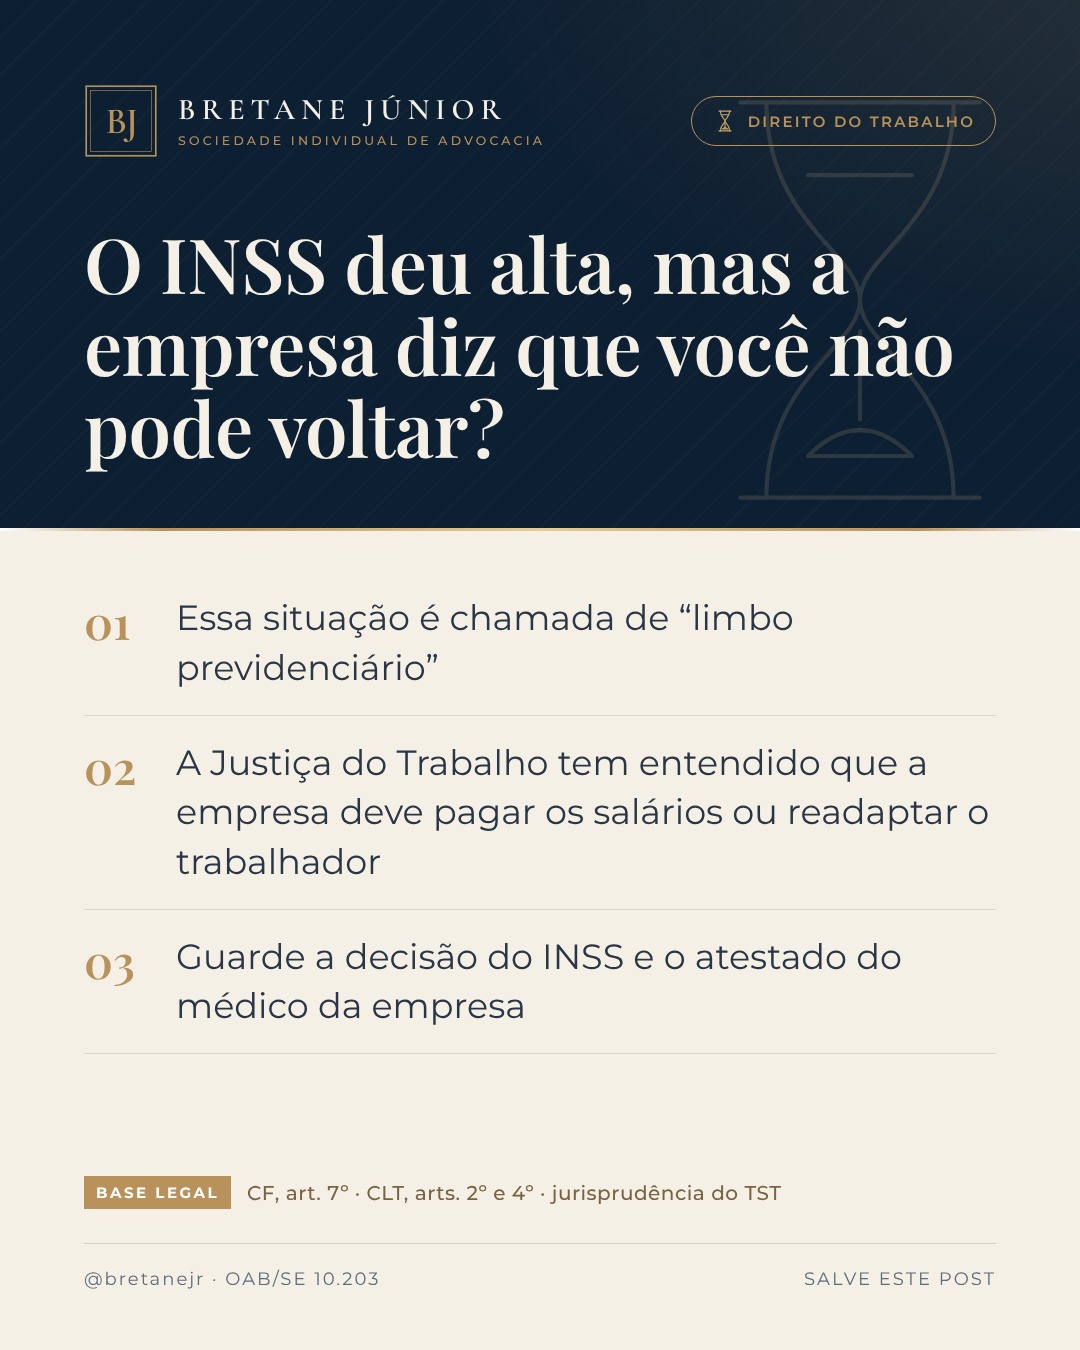 BJ
BRETANE JÚNIOR
SOCIEDADE INDIVIDUAL DE ADVOCACIA
DIREITO DO TRABALHO
O INSS deu alta, mas a
empresa diz que você não
pode voltar?
01 Essa situação é chamada de “limbo
previdenciário”
02 A Justiça do Trabalho tem entendido que a
empresa deve pagar os salários ou readaptar o
trabalhador
03 Guarde a decisão do INSS e o atestado do
médico da empresa
BASE LEGAL CF, art. 7º · CLT, arts. 2º e 4º · jurisprudência do TST
@bretanejr · OAB/SE 10.203
SALVE ESTE POST